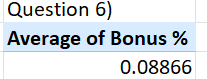 Question 6)
Average of Bonus %
0.08866